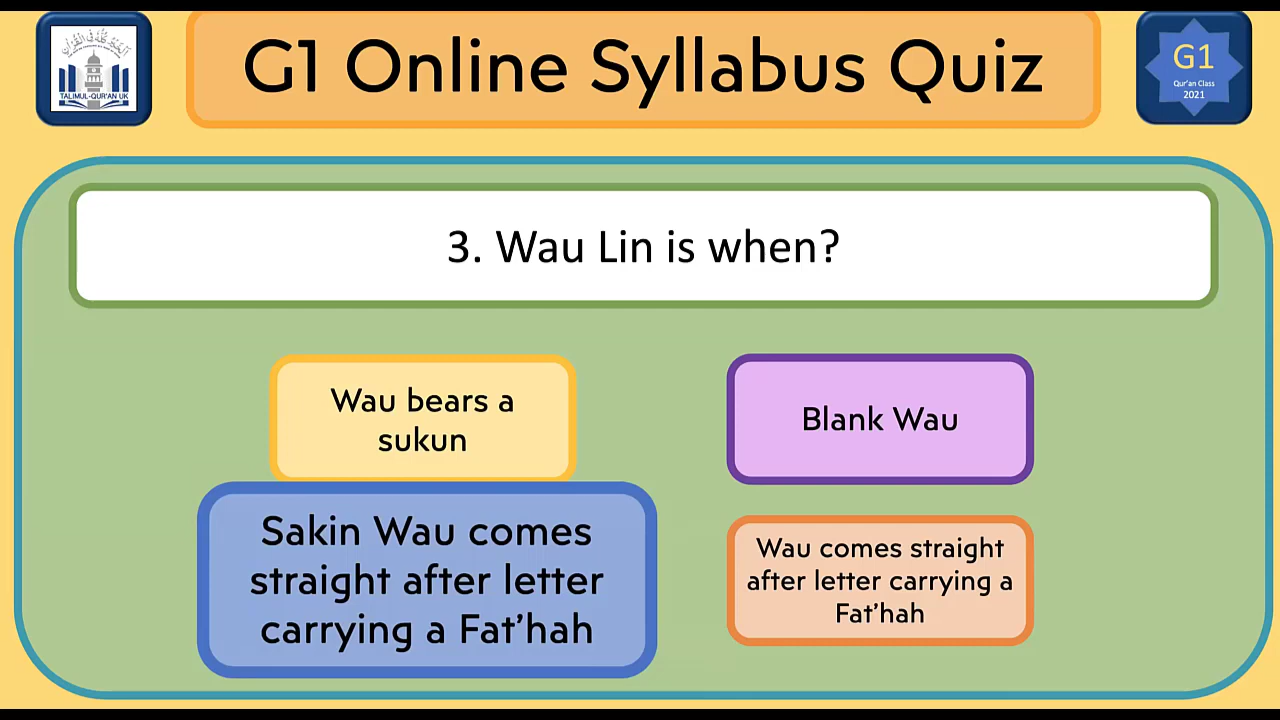 G1 Online Syllabus Quiz
TALIMUL-QUR'AN UK
G1
Qur'an Class
2021
3. Wau Lin is when?
Wau bears a
sukun
Blank Wau
Sakin Wau comes
straight after letter
carrying a Fat'hah
Wau comes straight
after letter carrying a
Fat'hah